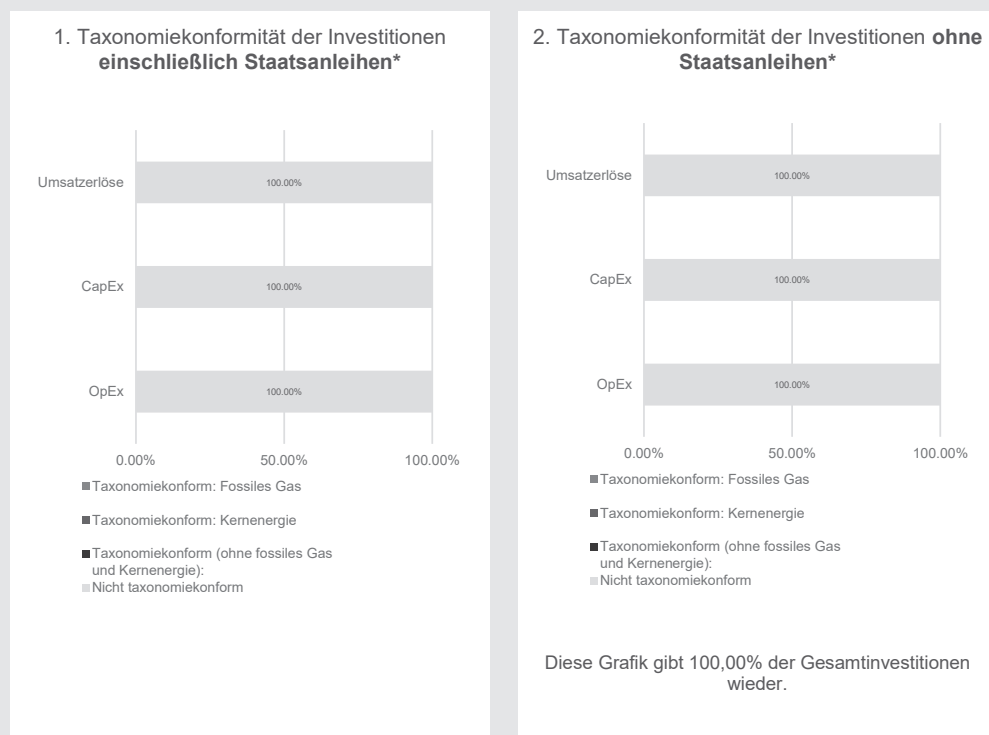 1. Taxonomiekonformität der Investitionen
einschließlich Staatsanleihen*
Umsatzerlöse
100.00%
CapEx
100.00%
OpEx
100.00%
0.00%
50.00%
100.00%
Taxonomiekonform: Fossiles Gas
Taxonomiekonform: Kernenergie
Taxonomiekonform (ohne fossiles Gas
und Kernenergie):
Nicht taxonomiekonform
2. Taxonomiekonformität der Investitionen ohne
Staatsanleihen*
Umsatzerlöse
100.00%
CapEx
100.00%
OpEx
100.00%
0.00%
50.00%
100.00%
Taxonomiekonform: Fossiles Gas
Taxonomiekonform: Kernenergie
Taxonomiekonform (ohne fossiles Gas
und Kernenergie):
Nicht taxonomiekonform
Diese Grafik gibt 100,00% der Gesamtinvestitionen
wieder.